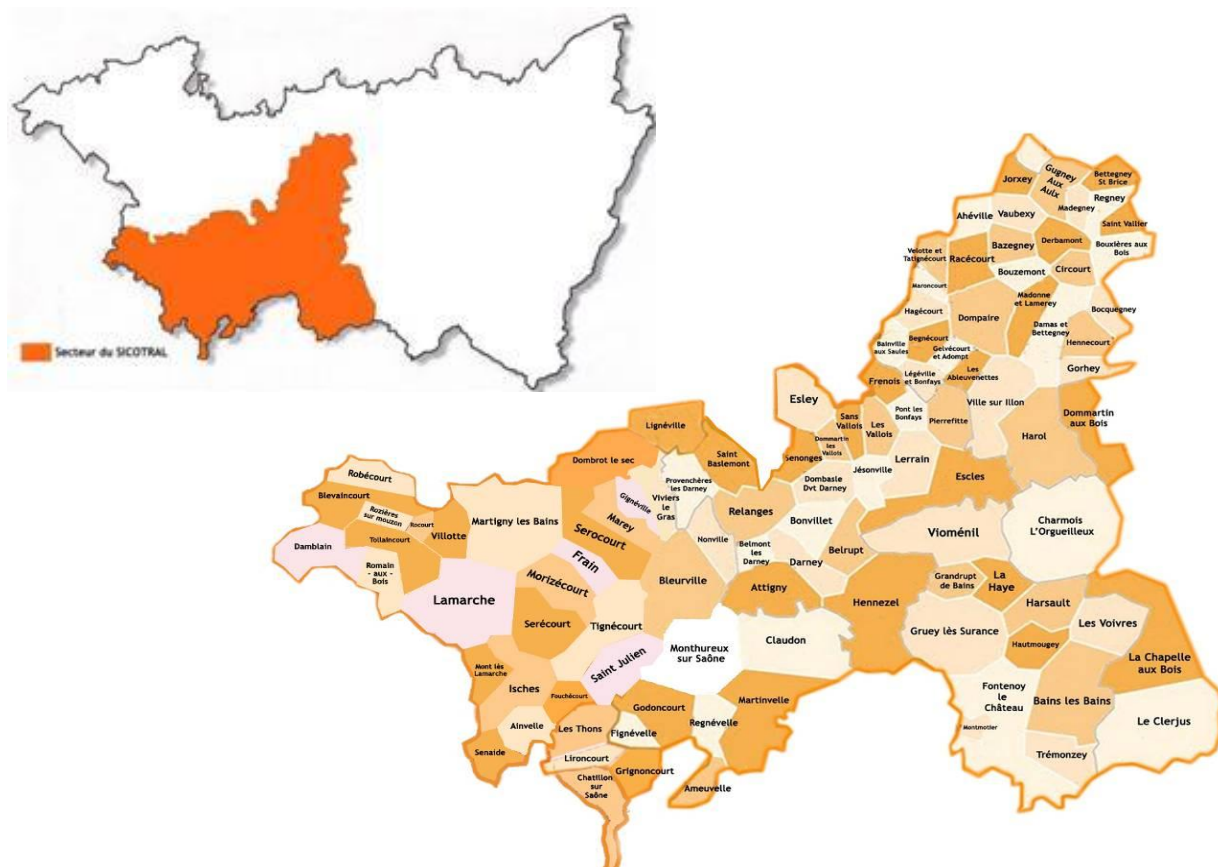 Secteur du SICOTRAL
Gugney
Aux
Aulx
Bettegney
St Brice
Jorxey
Regney
Madegney
Ahéville
Vaubexy
Saint Vallier
Derbamont
Bouxières aux
Bois
Velotte et
Tatignécourt
Racécourt
Bazegney
Bouzemont
Circourt
Maroncourt
Madonne
et Lamerey
Hagécourt
Dompaire
Bocquegney
Damas et
Bettegney
Begnécourt
Bainville
aux Saules
Gelvécourt
et Adompt
Hennecourt
Gorhey
Les
Ableuvenettes
Légéville
et Bonfays
Frenois
Esley
Ville sur Illon
Dommartin
aux Bois
Pont les
Bonfays
Sans
Vallois
Les
Vallois
Pierrefitte
Harol
Lignéville
Dommartin
les
Vallois
Saint
Baslemont
Senonges
Lerrain
Dombrot le sec
Jésonville
Robécourt
Provenchères
les Darney
Dombasle
Dvt Darney
Escles
Gignéville
Viviers
le
Gras
Blevaincourt
Rozières
sur mouzon
Rocourt
Villotte
Martigny les Bains
Marey
Relanges
Bonvillet
Charmois
L'Orgueilleux
Serocourt
Vioménil
Tollaincourt
Nonville
Belmont
les
Darney
Belrupt
Damblain
Frain
Darney
Romain
- aux -
Bois
Bleurville
Grandrupt
de Bains
La
Haye
Morizécourt
Attigny
Hennezel
Lamarche
Harsault
Serécourt
Tignécourt
Gruey lès Surance
Les Voivres
Claudon
Hautmougey
Monthureux
sur Saône
Saint Julien
La Chapelle
aux Bois
Mont lès
Lamarche
Isches
Fouchécourt
Fontenoy
le
Château
Bains les Bains
Godoncourt
Martinvelle
Ainvelle
Les Thons
Fignévelle
Regnévelle
Le Clerjus
Montmotier
Senaide
Lironcourt
Trémonzey
Grignoncourt
Chatillon
sur
Saône
Ameuvelle